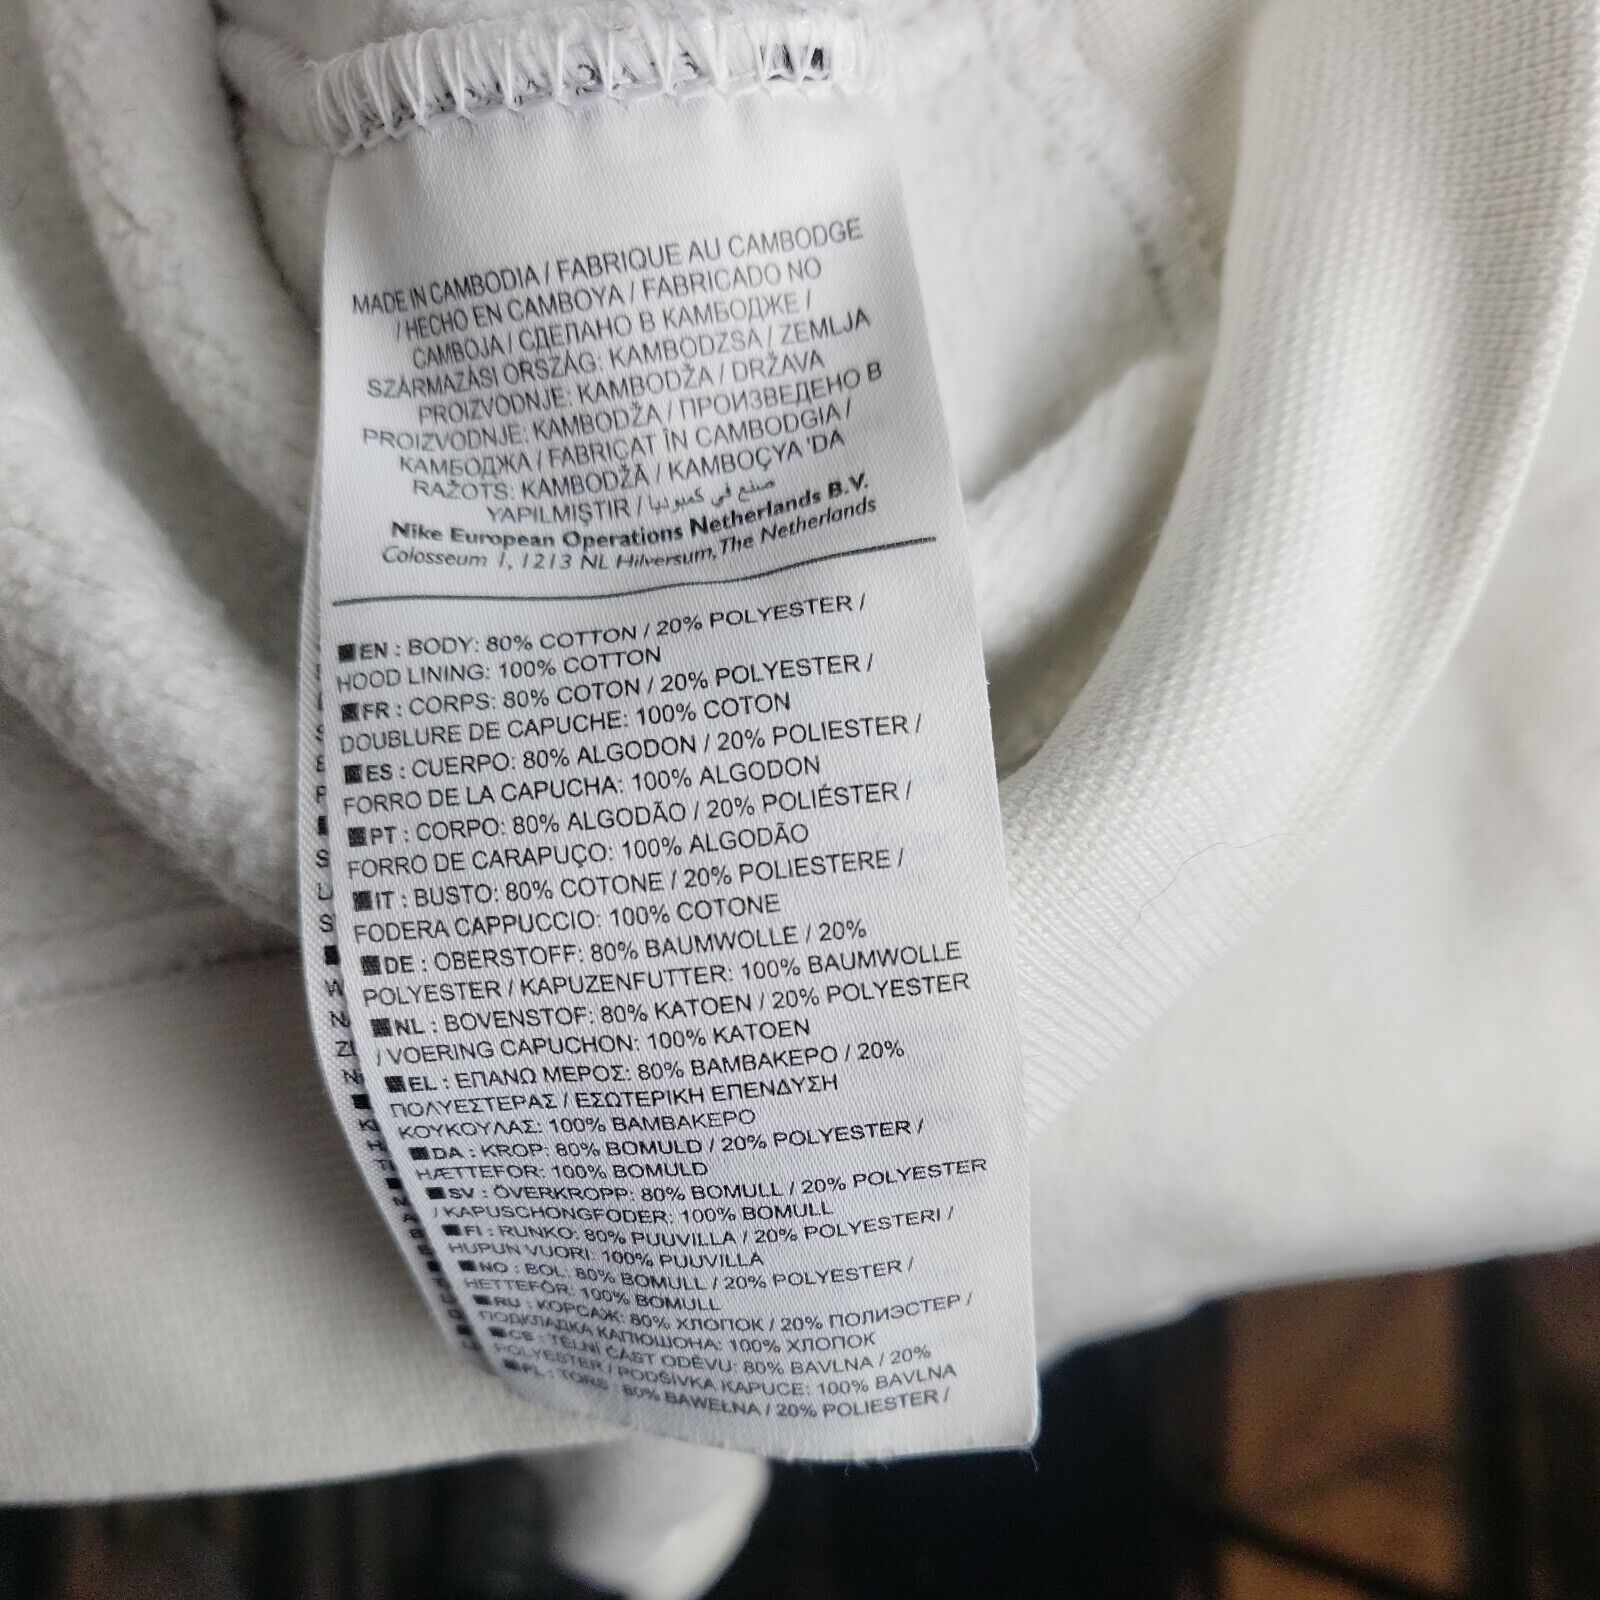 MADE IN CAMBODIA / FABRIQUE AU CAMBODGE
/ HECHO EN CAMBOYA / FABRICADO NO
CAMBOJA / СДЕЛАНО В КАМБОДЖЕ /
SZÁRMAZÁSI ORSZÁG: KAMBODZSA / ZEMLJA
PROIZVODNJE: KAMBODŽA / DRŽAVA
PROIZVODNJE: KAMBODŽA / ПРОИЗВЕДЕНО В
КАМБОДЖА / FABRICAT ÎN CAMBODGIA /
RAŽOTS: KAMBODŽĀ / KAMBOÇYA 'DA
YAPILMIŞTIR / صنع في كمبوديا
Nike European Operations Netherlands B.V.
Colosseum 1, 1213 NL Hilversum, The Netherlands
EN : BODY: 80% COTTON / 20% POLYESTER /
HOOD LINING: 100% COTTON
FR : CORPS: 80% COTON / 20% POLYESTER /
DOUBLURE DE CAPUCHE: 100% COTON
ES : CUERPO: 80% ALGODON / 20% POLIESTER /
FORRO DE LA CAPUCHA: 100% ALGODON
PT : CORPO: 80% ALGODÃO / 20% POLIÉSTER /
FORRO DE CARAPUÇO: 100% ALGODÃO
IT : BUSTO: 80% COTONE / 20% POLIESTERE /
FODERA CAPPUCCIO: 100% COTONE
DE : OBERSTOFF: 80% BAUMWOLLE / 20%
POLYESTER / KAPUZENFUTTER: 100% BAUMWOLLE
NL : BOVENSTOF: 80% KATOEN / 20% POLYESTER
/ VOERING CAPUCHON: 100% KATOEN
EL : ΕΠΑΝΩ ΜΕΡΟΣ: 80% ΒΑΜΒΑΚΕΡΟ / 20%
ΠΟΛΥΕΣΤΕΡΑΣ / ΕΣΩΤΕΡΙΚΗ ΕΠΕΝΔΥΣΗ
ΚΟΥΚΟΥΛΑΣ: 100% ΒΑΜΒΑΚΕΡΟ
DA : KROP: 80% BOMULD / 20% POLYESTER /
HÆTTEFOR: 100% BOMULD
SV : ÖVERKROPP: 80% BOMULL / 20% POLYESTER
/ KAPUSCHONGFODER: 100% BOMULL
FI : RUNKO: 80% PUUVILLA / 20% POLYESTERI /
HUPUN VUORI: 100% PUUVILLA
NO : BOL: 80% BOMULL / 20% POLYESTER /
HETTEFÔR: 100% BOMULL
RU : КОРСАЖ: 80% ХЛОПОК / 20% ПОЛИЭСТЕР /
ПОДКЛАДКА КАПЮШОНА: 100% ХЛОПОК
CS : TĚLNÍ ČÁST ODĚVU: 80% BAVLNA / 20%
POLYESTER / PODŠÍVKA KAPUCE: 100% BAVLNA
PL : TORS : 80% BAWEŁNA / 20% POLIESTER /